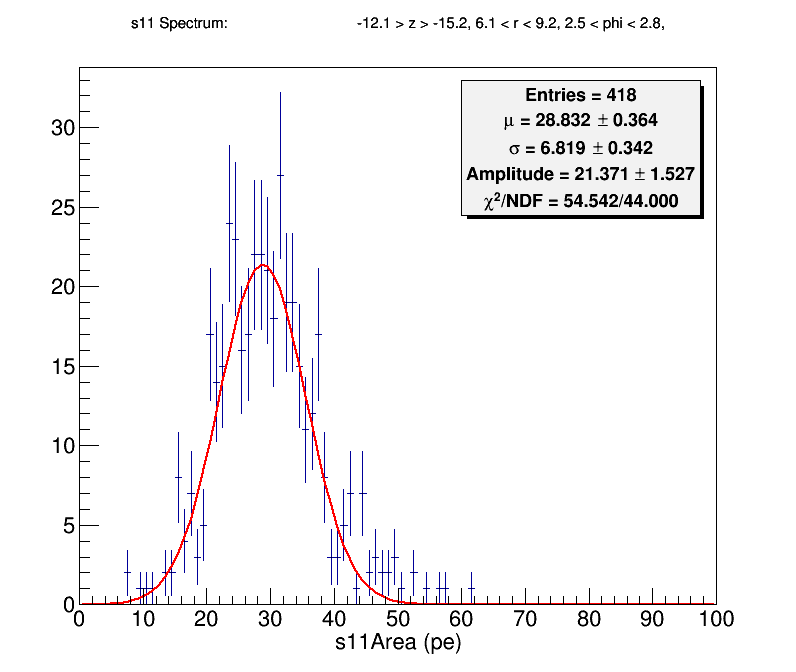 s11 Spectrum: -12.1 > z > -15.2, 6.1 < r < 9.2, 2.5 < phi < 2.8,
Entries = 418
μ = 28.832 ± 0.364
σ = 6.819 ± 0.342
Amplitude = 21.371 ± 1.527
χ²/NDF = 54.542/44.000
30
25
20
15
10
5
0
0 10 20 30 40 50 60 70 80 90 100
s11Area (pe)